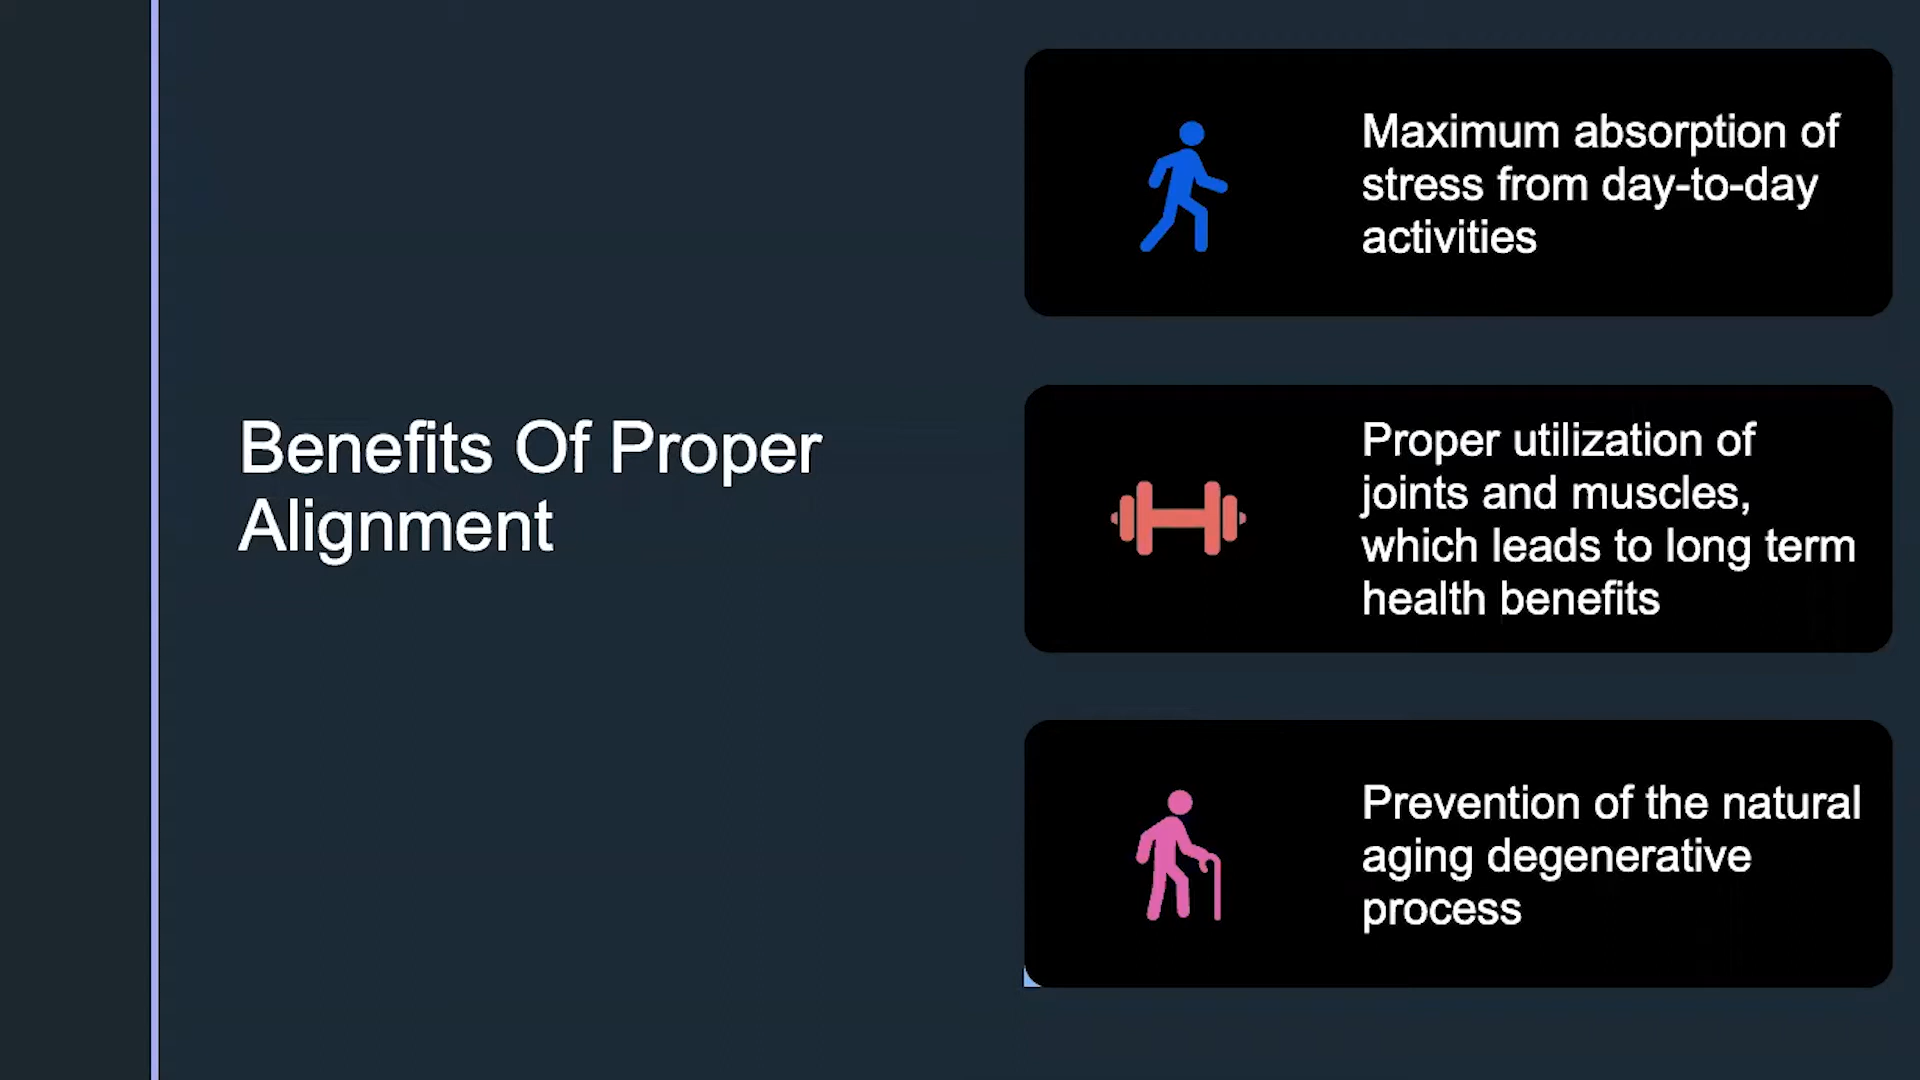 Benefits Of Proper
Alignment
Maximum absorption of
stress from day-to-day
activities
Proper utilization of
joints and muscles,
which leads to long term
health benefits
Prevention of the natural
aging degenerative
process